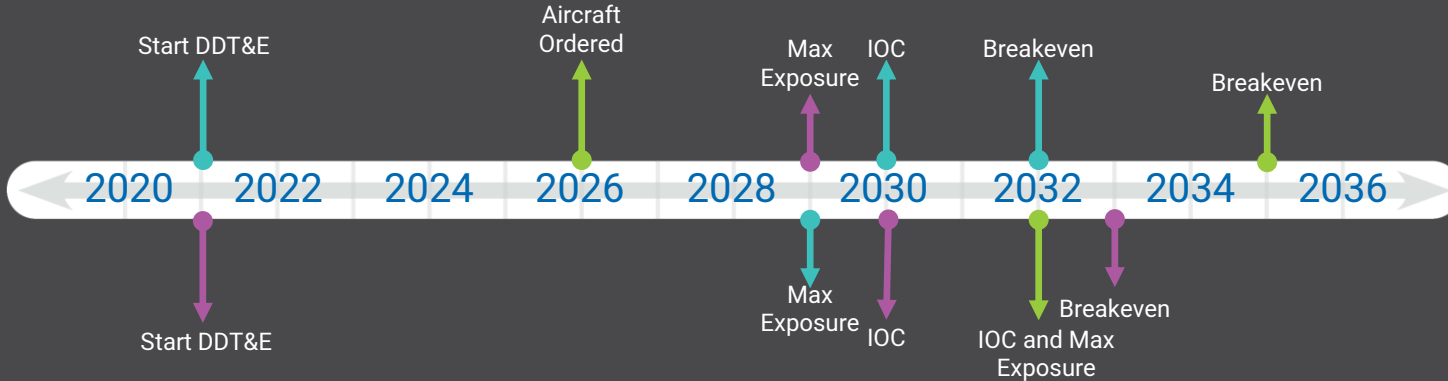 Aircraft
Ordered
Start DDT&E
Max
Exposure
IOC
Breakeven
Breakeven
2020 2022 2024 2026 2028 2030 2032 2034 2036
Start DDT&E
Max
Exposure
IOC
IOC and Max
Exposure
Breakeven